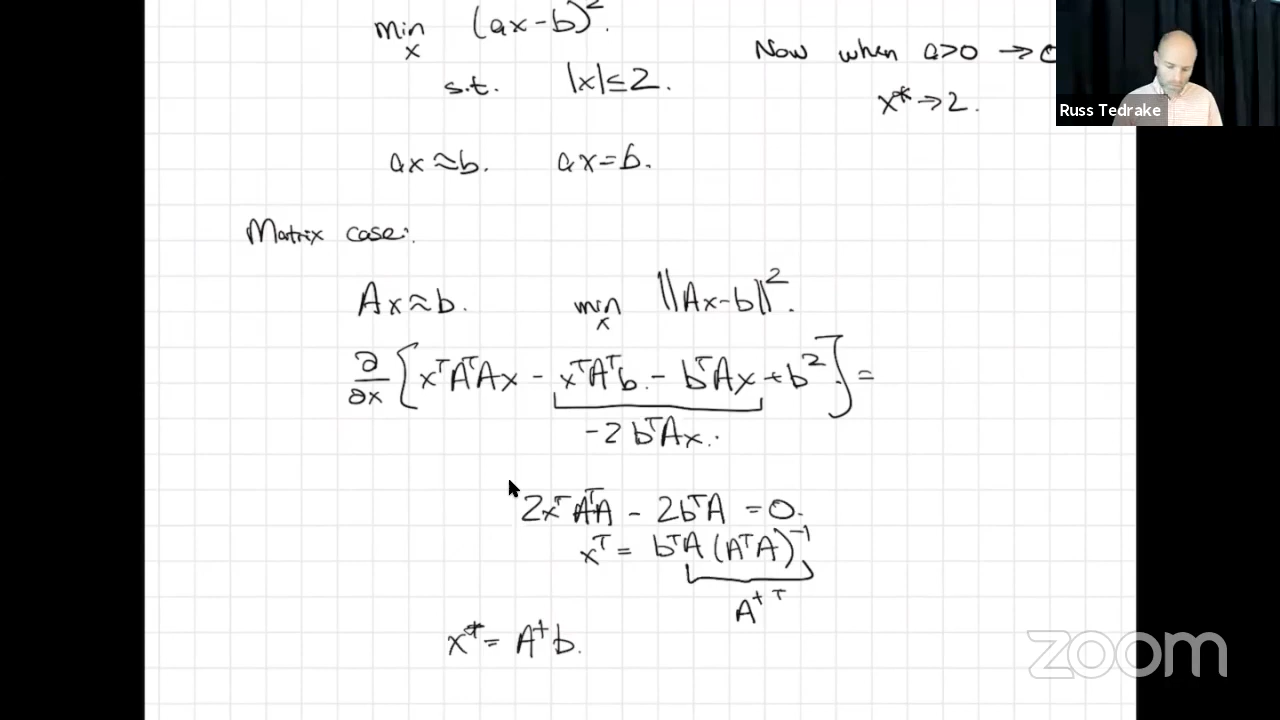 min (ax-b)².
x
s.t. |x|≤2.
Now when a>0 →0
x* →2.
Russ Tedrake
ax≈b. ax=b.
Matrix case:
Ax≈b. min ||Ax-b||².
x
∂/∂x [xᵀAᵀAx - xᵀAᵀb - bᵀAx + b²] =
-2bᵀAx.
2xᵀAᵀA - 2bᵀA = 0.
xᵀ = bᵀA(AᵀA)⁻¹
A⁺ᵀ
x* = A⁺b.
zoom